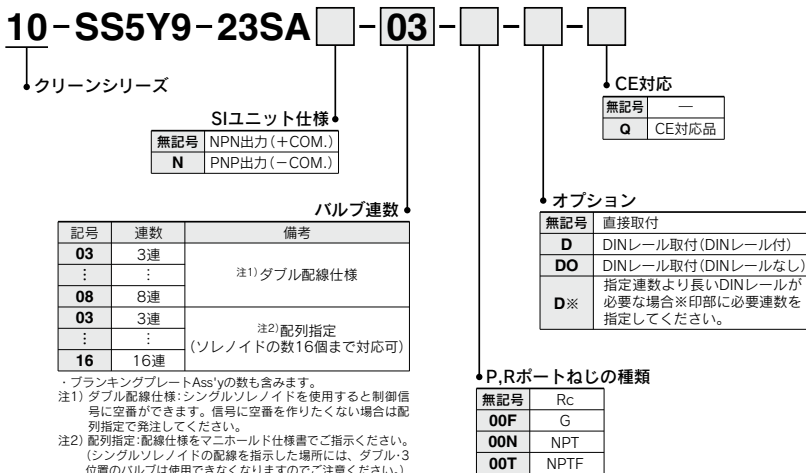 10-SS5Y9-23SA□-03-□-□-□
クリーンシリーズ
SIユニット仕様
無記号 NPN出力(+COM.)
N PNP出力(-COM.)
バルブ連数
記号 連数 備考
03 3連
⋮ ⋮ 注1)ダブル配線仕様
08 8連
03 3連
⋮ ⋮ 注2)配列指定
(ソレノイドの数16個まで対応可)
16 16連
・ブランキングプレートAss'yの数も含みます。
注1) ダブル配線仕様:シングルソレノイドを使用すると制御信
号に空番ができます。信号に空番を作りたくない場合は配
列指定で発注してください。
注2) 配列指定:配線仕様をマニホールド仕様書でご指示ください。
(シングルソレノイドの配線を指示した場所には、ダブル・3
位置のバルブは使用できなくなりますのでご注意ください。)
CE対応
無記号 —
Q CE対応品
オプション
無記号 直接取付
D DINレール取付(DINレール付)
DO DINレール取付(DINレールなし)
D※ 指定連数より長いDINレールが
必要な場合※印部に必要連数を
指定してください。
P,Rポートねじの種類
無記号 Rc
00F G
00N NPT
00T NPTF